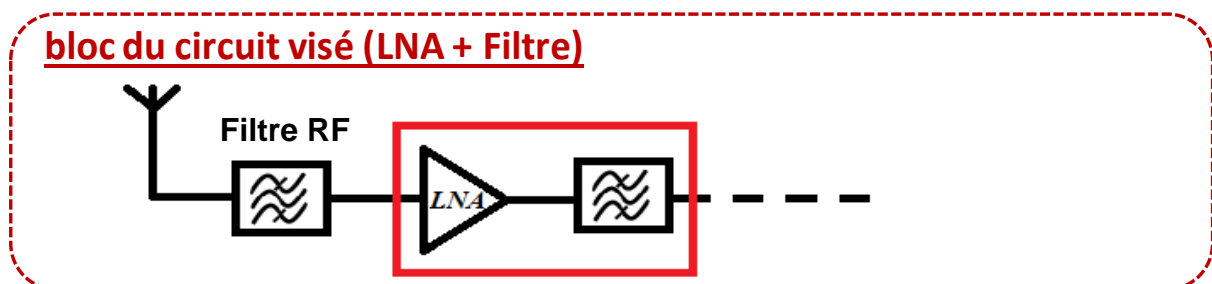 bloc du circuit visé (LNA + Filtre)
Filtre RF
LNA